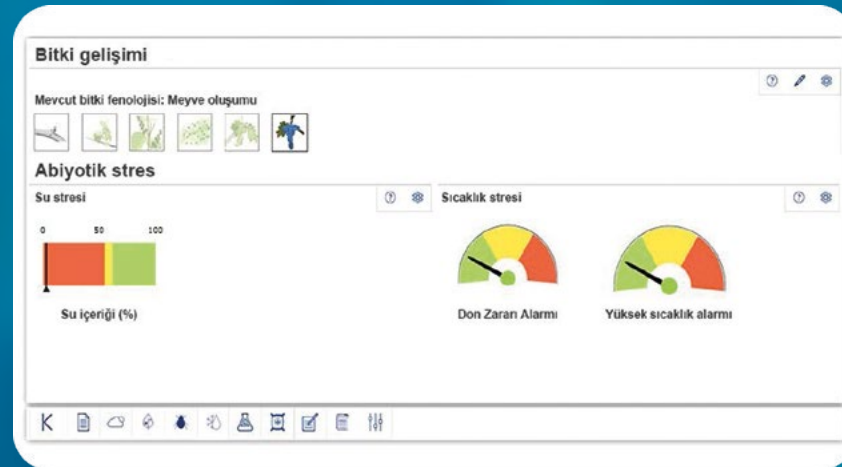 Bitki gelişimi
Mevcut bitki fenolojisi: Meyve oluşumu
Abiyotik stres
Su stresi
Sıcaklık stresi
0 50 100
Su içeriği (%)
Don Zararı Alarmı
Yüksek sıcaklık alarmı